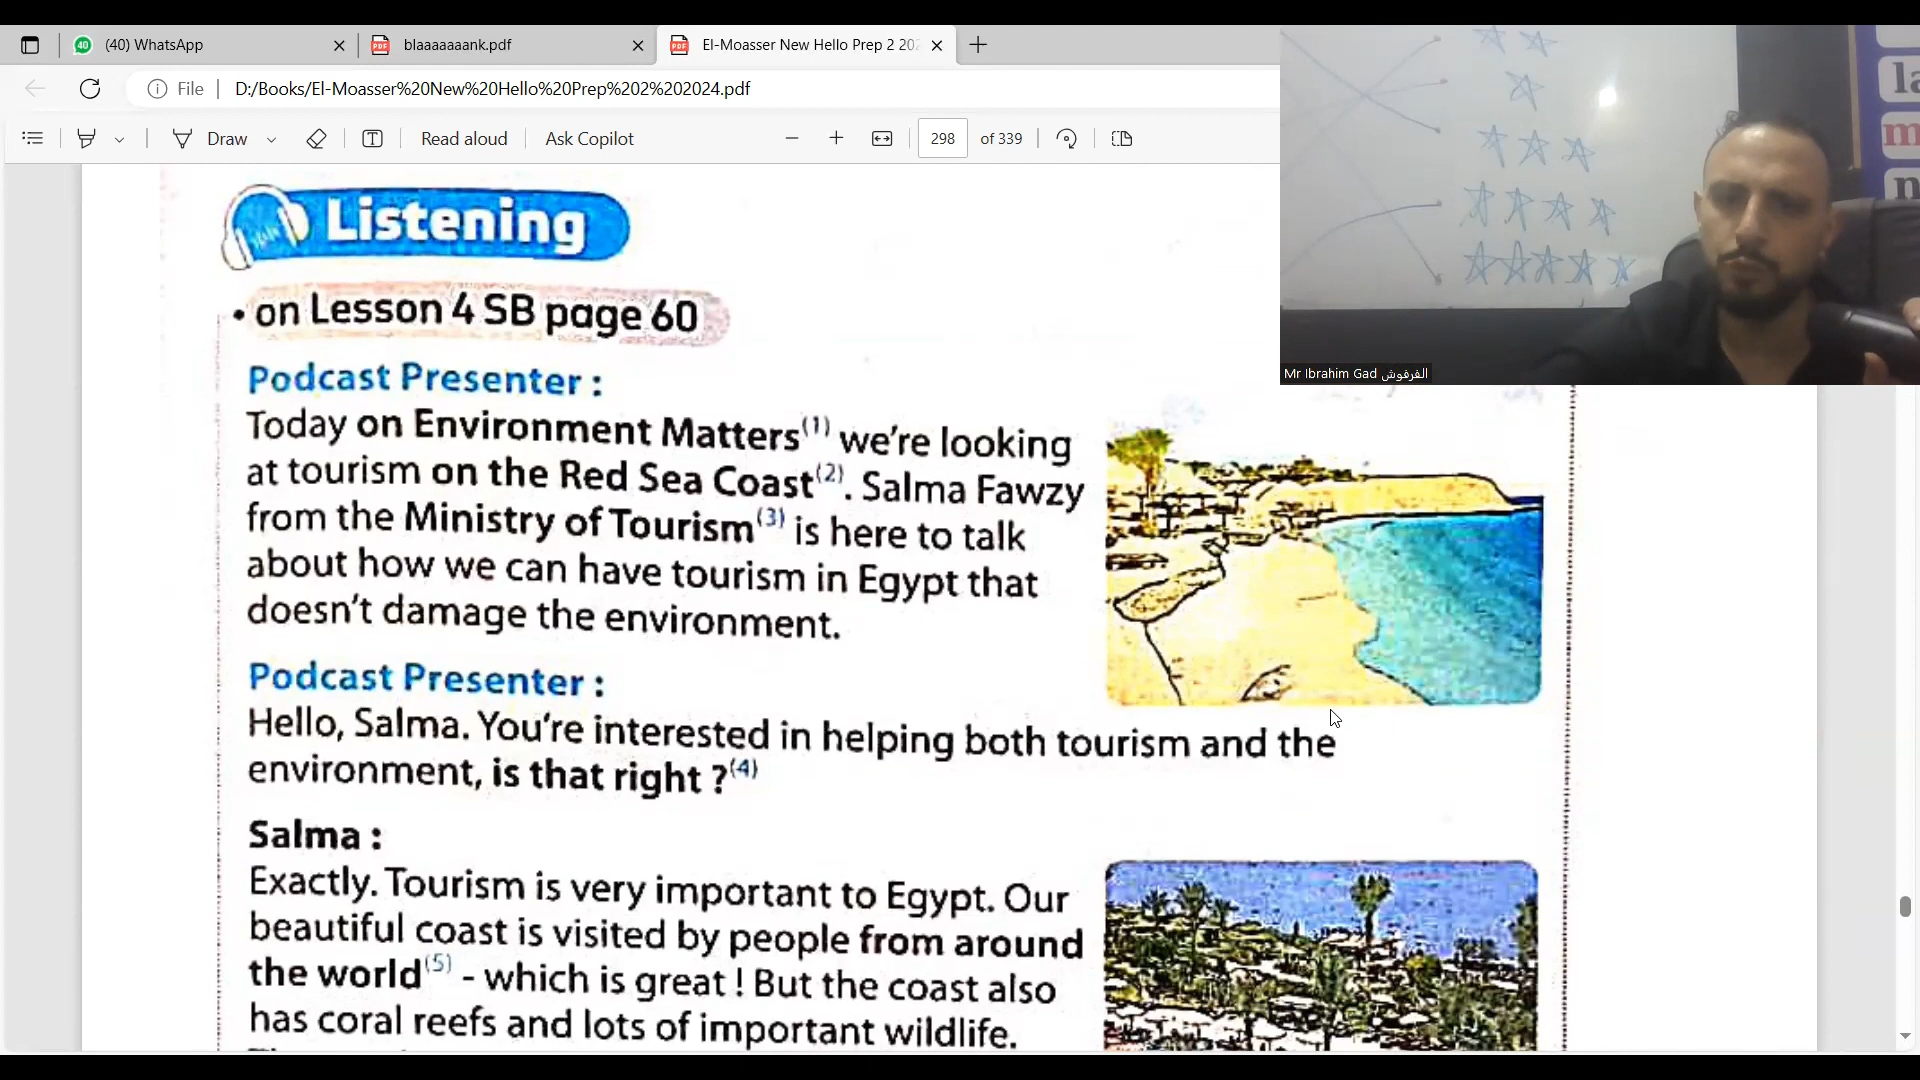 (40) WhatsApp
blaaaaaaank.pdf
El-Moasser New Hello Prep 2 202
File
D:/Books/El-Moasser%20New%20Hello%20Prep%202%202024.pdf
Draw
Read aloud
Ask Copilot
298
of 339
Mr Ibrahim Gad الفرفوش
la
m
n
Listening
• on Lesson 4 SB page 60
Podcast Presenter :
Today on Environment Matters(1) we're looking
at tourism on the Red Sea Coast(2). Salma Fawzy
from the Ministry of Tourism(3) is here to talk
about how we can have tourism in Egypt that
doesn't damage the environment.
Podcast Presenter :
Hello, Salma. You're interested in helping both tourism and the
environment, is that right ?(4)
Salma :
Exactly. Tourism is very important to Egypt. Our
beautiful coast is visited by people from around
the world(5) - which is great ! But the coast also
has coral reefs and lots of important wildlife.